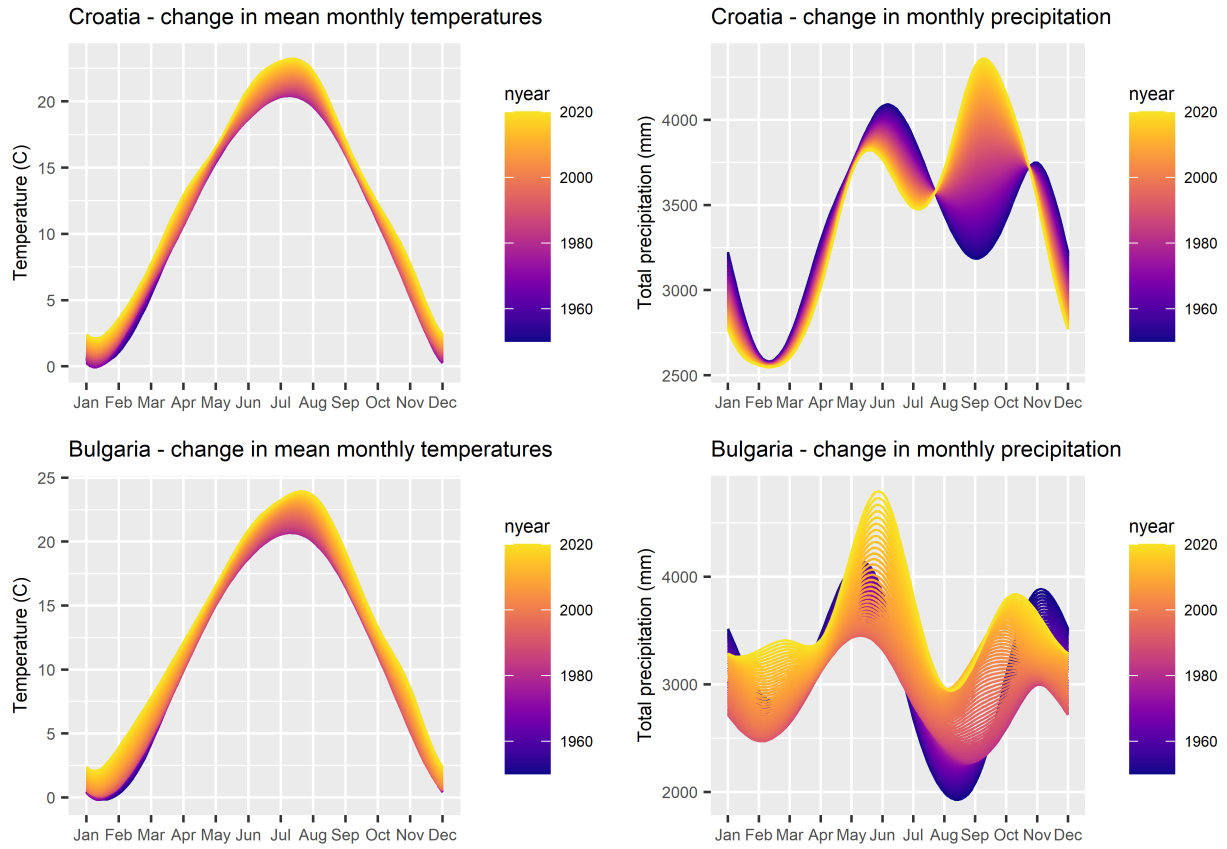 Croatia - change in mean monthly temperatures
Temperature (C)
20
15
10
5
0
Jan Feb Mar Apr May Jun Jul Aug Sep Oct Nov Dec
nyear
2020
2000
1980
1960
Croatia - change in monthly precipitation
Total precipitation (mm)
4000
3500
3000
2500
Jan Feb Mar Apr May Jun Jul Aug Sep Oct Nov Dec
nyear
2020
2000
1980
1960
Bulgaria - change in mean monthly temperatures
Temperature (C)
25
20
15
10
5
0
Jan Feb Mar Apr May Jun Jul Aug Sep Oct Nov Dec
nyear
2020
2000
1980
1960
Bulgaria - change in monthly precipitation
Total precipitation (mm)
4000
3000
2000
Jan Feb Mar Apr May Jun Jul Aug Sep Oct Nov Dec
nyear
2020
2000
1980
1960